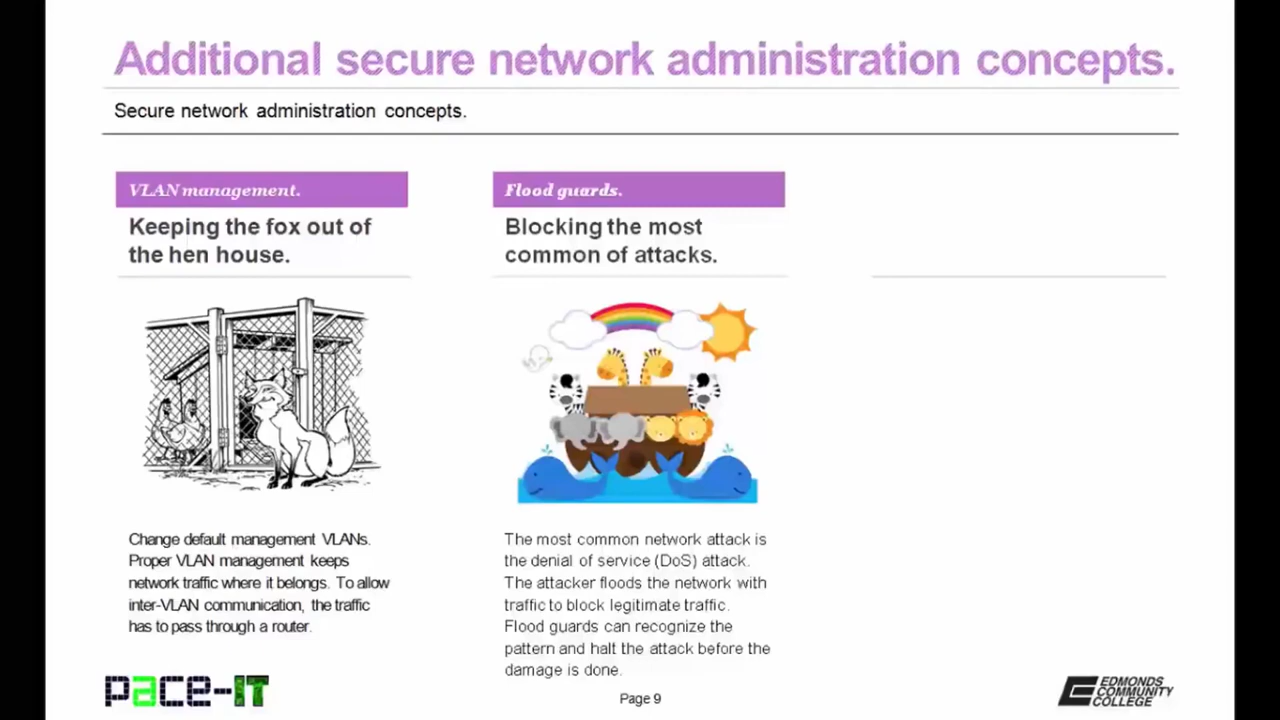 Additional secure network administration concepts.
Secure network administration concepts.
VLAN management.
Keeping the fox out of
the hen house.
Change default management VLANs.
Proper VLAN management keeps
network traffic where it belongs. To allow
inter-VLAN communication, the traffic
has to pass through a router.
Flood guards.
Blocking the most
common of attacks.
The most common network attack is
the denial of service (DoS) attack.
The attacker floods the network with
traffic to block legitimate traffic.
Flood guards can recognize the
pattern and halt the attack before the
damage is done.
pace-IT
Page 9
EDMONDS
COMMUNITY
COLLEGE